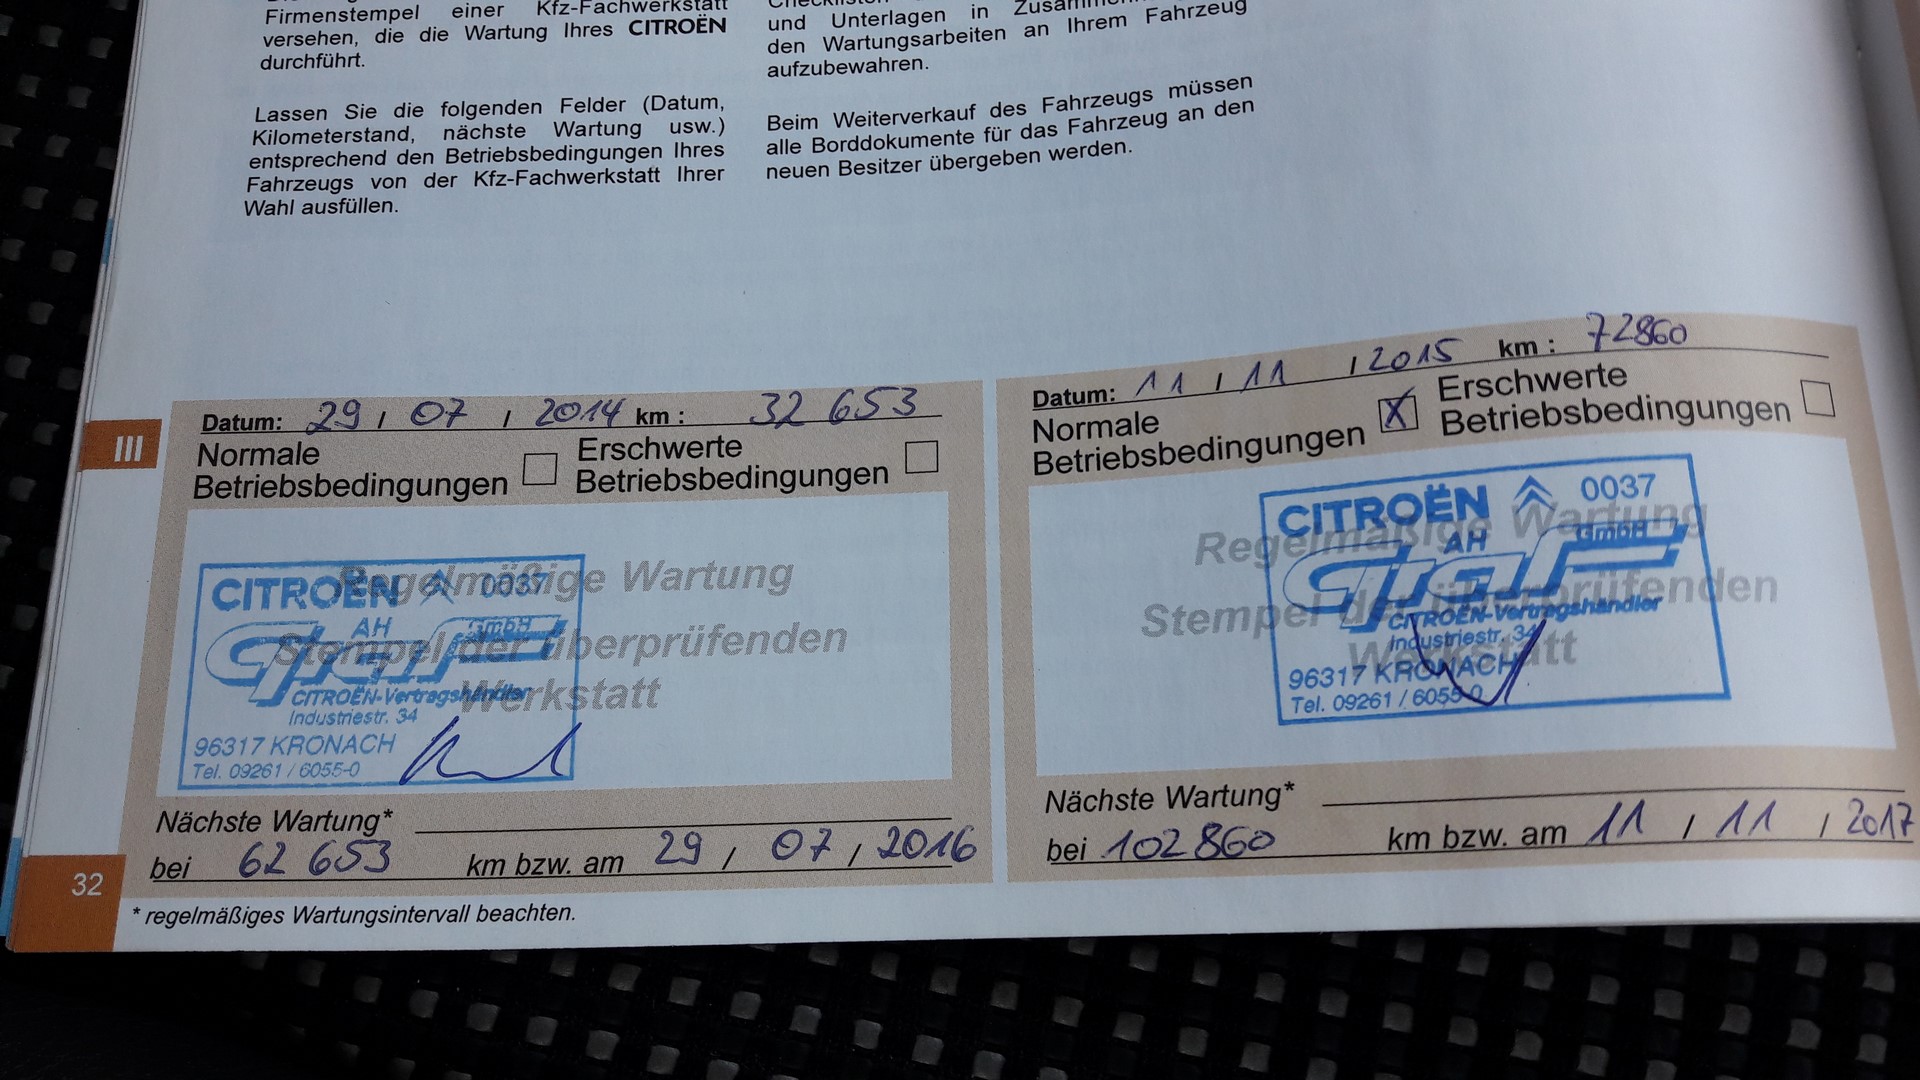 Firmenstempel einer Kfz-Fachwerkstatt
versehen, die die Wartung Ihres CITROËN
durchführt.
Lassen Sie die folgenden Felder (Datum,
Kilometerstand, nächste Wartung usw.)
entsprechend den Betriebsbedingungen Ihres
Fahrzeugs von der Kfz-Fachwerkstatt Ihrer
Wahl ausfüllen.
und Unterlagen in
den Wartungsarbeiten an Ihrem Fahrzeug
aufzubewahren.
Beim Weiterverkauf des Fahrzeugs müssen
alle Borddokumente für das Fahrzeug an den
neuen Besitzer übergeben werden.
III
Datum: 29 / 07 / 2014 km : 32 653
Normale
Betriebsbedingungen
Erschwerte
Betriebsbedingungen
Regelmäßige Wartung
Stempel der überprüfenden
Werkstatt
CITROËN 0037
AH
Graf GmbH
CITROËN-Vertragshändler
Industriestr. 34
96317 KRONACH
Tel. 09261 / 6055-0
Nächste Wartung*
bei 62 653 km bzw. am 29 / 07 / 2016
Datum: 11 / 11 / 2015 km : 72860
Normale
Betriebsbedingungen X
Erschwerte
Betriebsbedingungen
Regelmäßige Wartung
Stempel der überprüfenden
Werkstatt
CITROËN 0037
AH
Graf GmbH
CITROËN-Vertragshändler
Industriestr. 34
96317 KRONACH
Tel. 09261 / 6055-0
Nächste Wartung*
bei 102860 km bzw. am 11 / 11 / 2017
32
* regelmäßiges Wartungsintervall beachten.